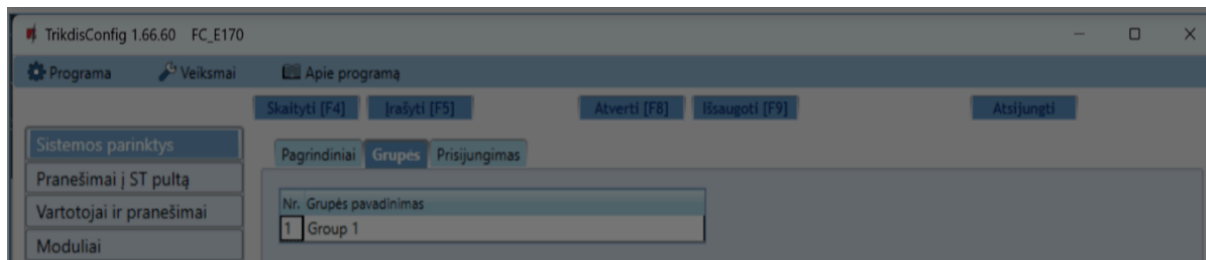 TrikdisConfig 1.66.60 FC_E170
Programa Veiksmai Apie programą
Skaityti [F4] Įrašyti [F5] Atverti [F8] Išsaugoti [F9] Atsijungti
Sistemos parinktys
Pagrindiniai Grupės Prisijungimas
Pranešimai į ST pultą
Nr. Grupės pavadinimas
Vartotojai ir pranešimai
1 Group 1
Moduliai